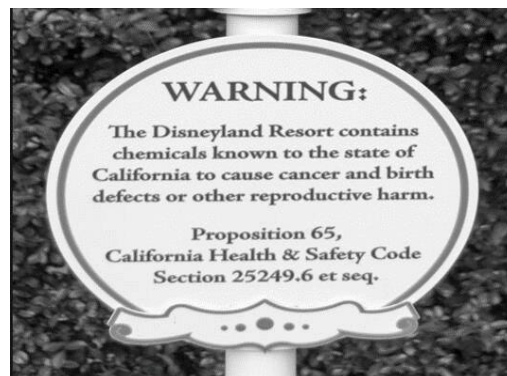 WARNING:
The Disneyland Resort contains
chemicals known to the state of
California to cause cancer and birth
defects or other reproductive harm.
Proposition 65,
California Health & Safety Code
Section 25249.6 et seq.